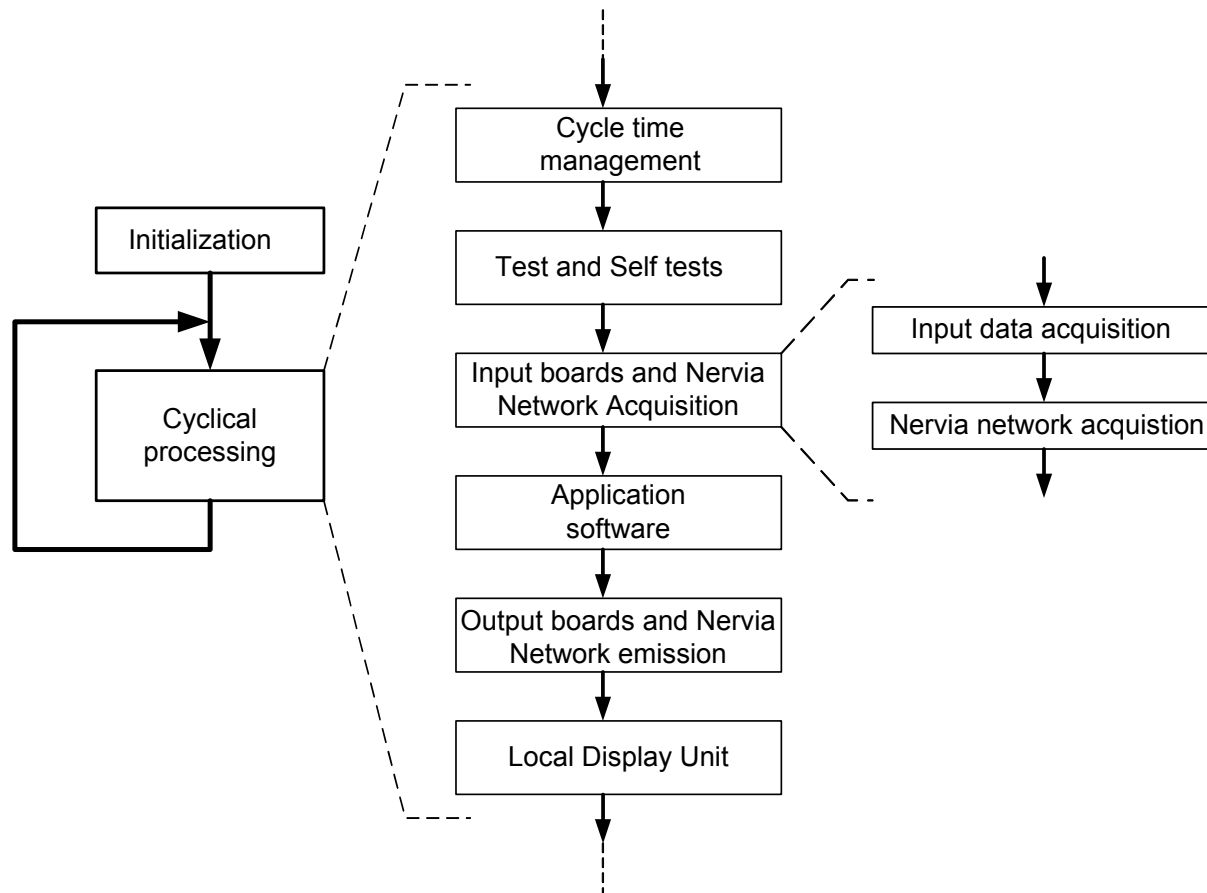 Initialization
Cyclical
processing
Cycle time
management
Test and Self tests
Input boards and Nervia
Network Acquisition
Application
software
Output boards and Nervia
Network emission
Local Display Unit
Input data acquisition
Nervia network acquistion